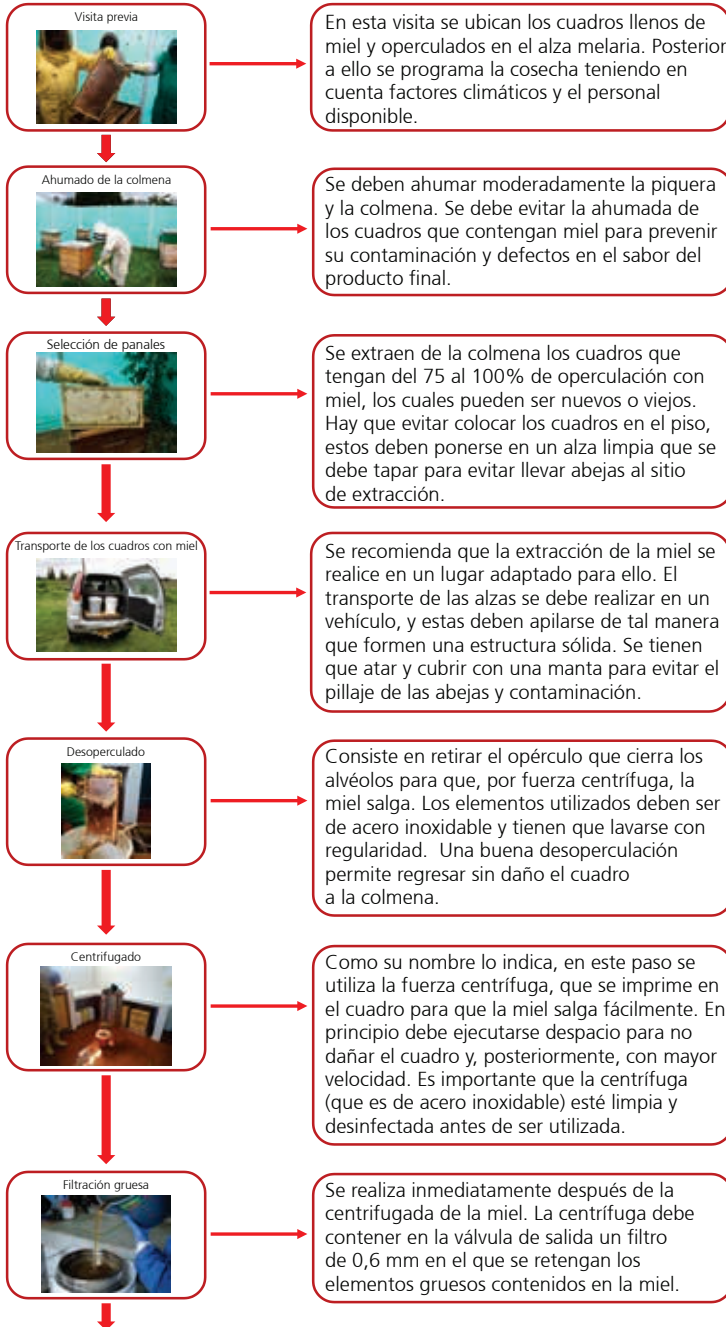 Visita previa
En esta visita se ubican los cuadros llenos de
miel y operculados en el alza melaria. Posterior
a ello se programa la cosecha teniendo en
cuenta factores climáticos y el personal
disponible.
Ahumado de la colmena
Se deben ahumar moderadamente la piquera
y la colmena. Se debe evitar la ahumada de
los cuadros que contengan miel para prevenir
su contaminación y defectos en el sabor del
producto final.
Selección de panales
Se extraen de la colmena los cuadros que
tengan del 75 al 100% de operculación con
miel, los cuales pueden ser nuevos o viejos.
Hay que evitar colocar los cuadros en el piso,
estos deben ponerse en un alza limpia que se
debe tapar para evitar llevar abejas al sitio
de extracción.
Transporte de los cuadros con miel
Se recomienda que la extracción de la miel se
realice en un lugar adaptado para ello. El
transporte de las alzas se debe realizar en un
vehículo, y estas deben apilarse de tal manera
que formen una estructura sólida. Se tienen
que atar y cubrir con una manta para evitar el
pillaje de las abejas y contaminación.
Desoperculado
Consiste en retirar el opérculo que cierra los
alvéolos para que, por fuerza centrífuga, la
miel salga. Los elementos utilizados deben ser
de acero inoxidable y tienen que lavarse con
regularidad. Una buena desoperculación
permite regresar sin daño el cuadro
a la colmena.
Centrifugado
Como su nombre lo indica, en este paso se
utiliza la fuerza centrífuga, que se imprime en
el cuadro para que la miel salga fácilmente. En
principio debe ejecutarse despacio para no
dañar el cuadro y, posteriormente, con mayor
velocidad. Es importante que la centrífuga
(que es de acero inoxidable) esté limpia y
desinfectada antes de ser utilizada.
Filtración gruesa
Se realiza inmediatamente después de la
centrifugada de la miel. La centrífuga debe
contener en la válvula de salida un filtro
de 0,6 mm en el que se retengan los
elementos gruesos contenidos en la miel.